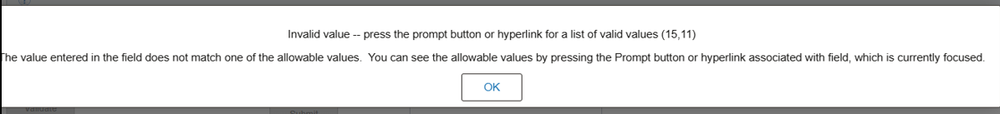 Invalid value -- press the prompt button or hyperlink for a list of valid values (15,11)
The value entered in the field does not match one of the allowable values.  You can see the allowable values by pressing the Prompt button or hyperlink associated with field, which is currently focused.
OK
Validate
Submit